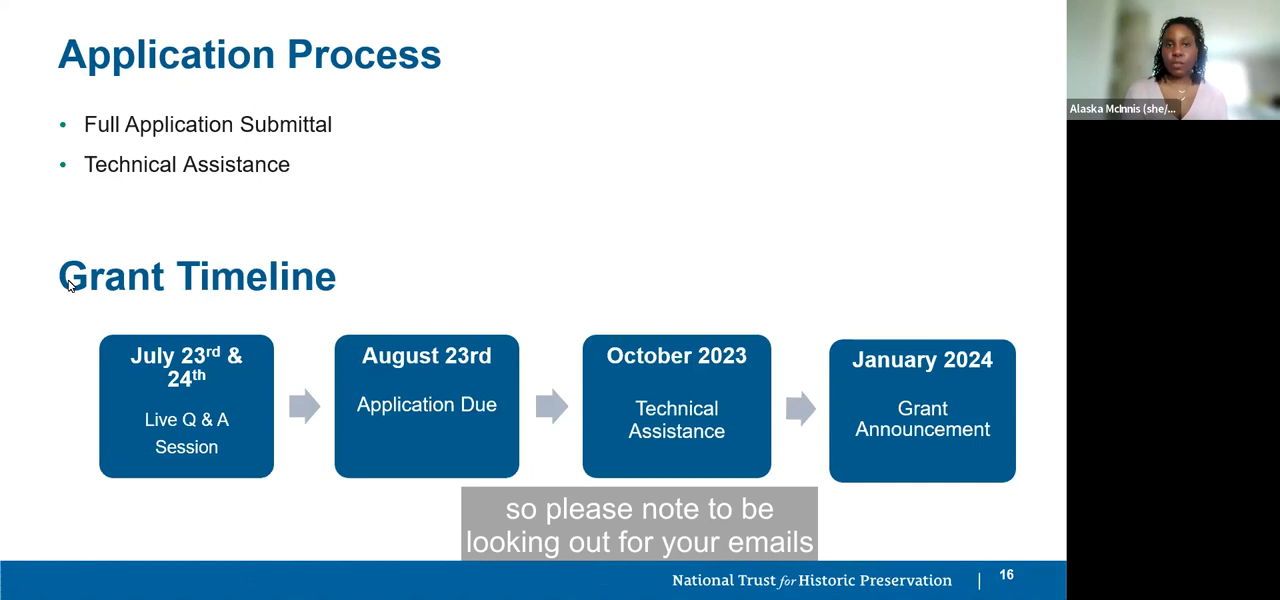 Application Process
• Full Application Submittal
• Technical Assistance
Grant Timeline
July 23rd &
24th
Live Q & A
Session
August 23rd
Application Due
October 2023
Technical
Assistance
January 2024
Grant
Announcement
so please note to be
looking out for your emails
National Trust for Historic Preservation | 16
Alaska McInnis (she/...